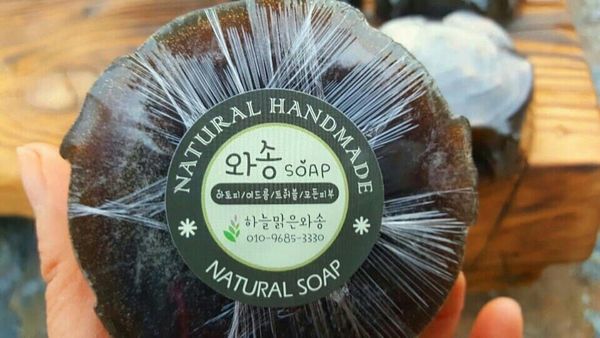 NATURAL HANDMADE
와송 SOAP
아토피/여드름/트러블/모든피부
하늘맑은와송
010-9685-3330
NATURAL SOAP